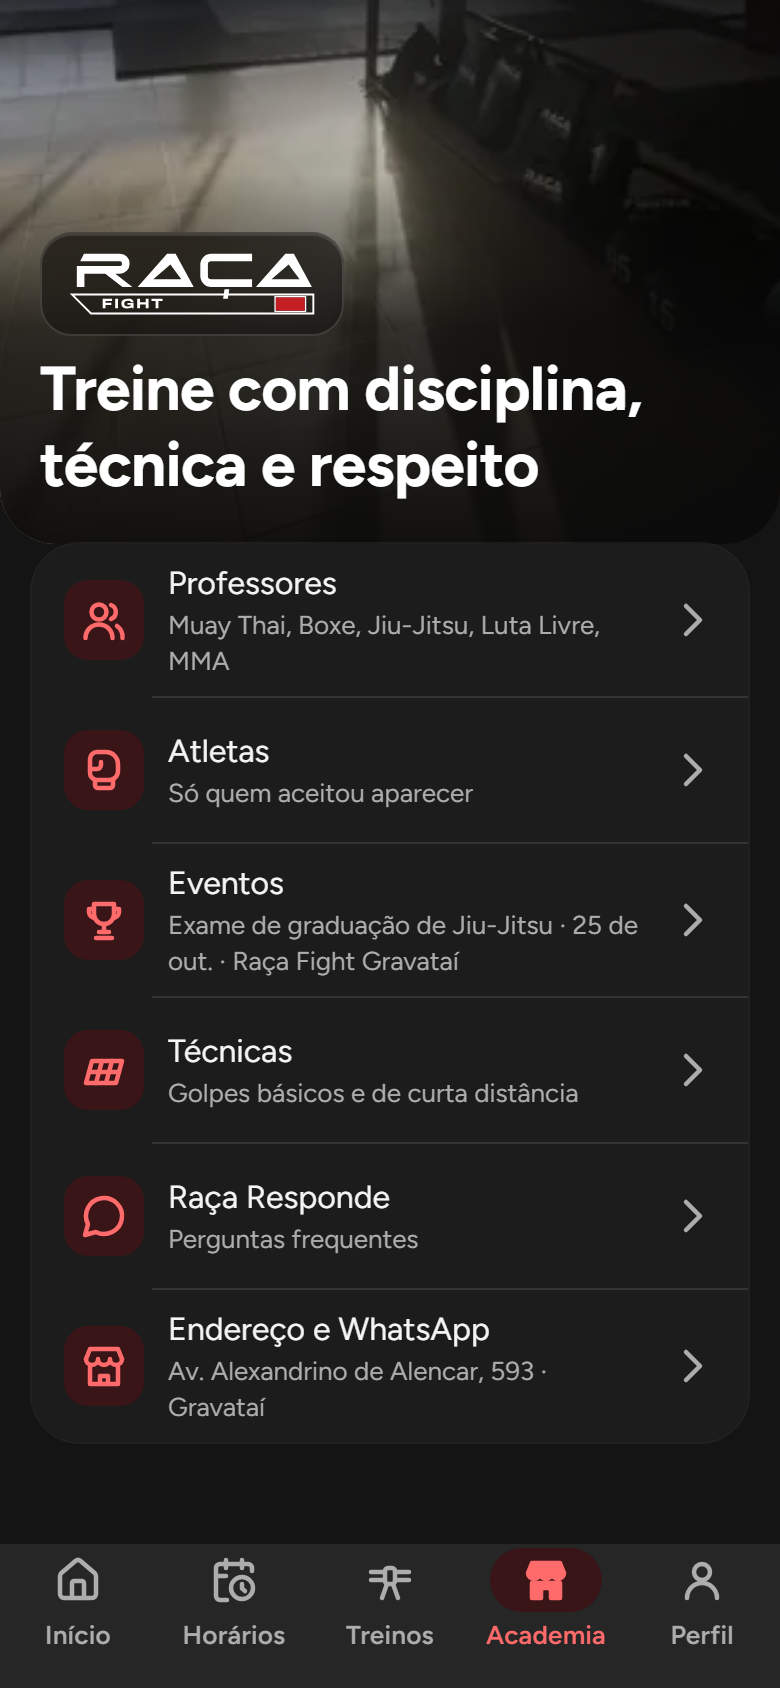 RAÇA
RAÇA
RAÇA
FIGHT
Treine com disciplina,
técnica e respeito
Professores
Muay Thai, Boxe, Jiu-Jitsu, Luta Livre,
MMA
Atletas
Só quem aceitou aparecer
Eventos
Exame de graduação de Jiu-Jitsu · 25 de
out. · Raça Fight Gravataí
Técnicas
Golpes básicos e de curta distância
Raça Responde
Perguntas frequentes
Endereço e WhatsApp
Av. Alexandrino de Alencar, 593 ·
Gravataí
Início
Horários
Treinos
Academia
Perfil